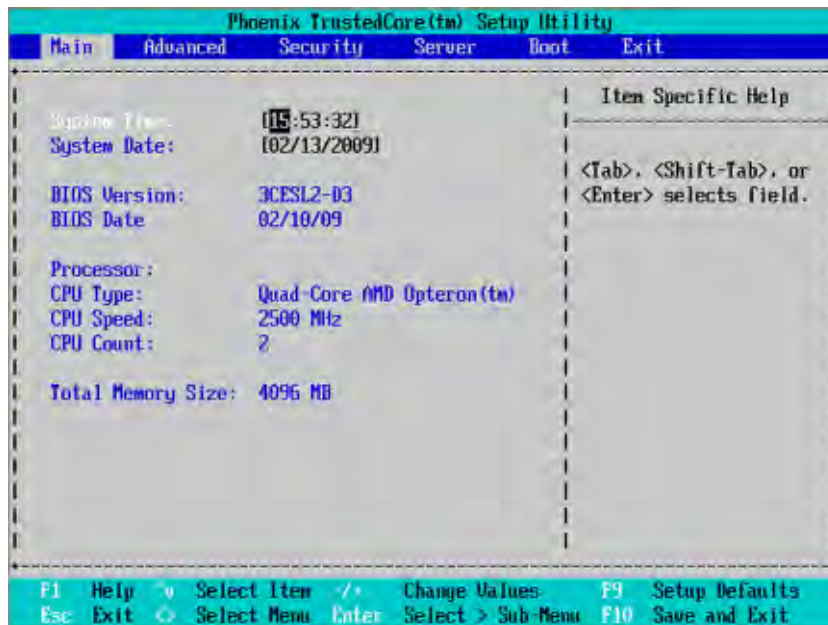 Phoenix TrustedCore(tm) Setup Utility
Main Advanced Security Server Boot Exit
Item Specific Help
System Time: [15:53:32]
System Date: [02/13/2009]
<Tab>, <Shift-Tab>, or
<Enter> selects field.
BIOS Version: 3CESL2-03
BIOS Date 02/10/09
Processor:
CPU Type: Quad-Core AMD Opteron(tm)
CPU Speed: 2500 MHz
CPU Count: 2
Total Memory Size: 4096 MB
F1 Help Select Item -/+ Change Values F9 Setup Defaults
Esc Exit <> Select Menu Enter Select > Sub-Menu F10 Save and Exit